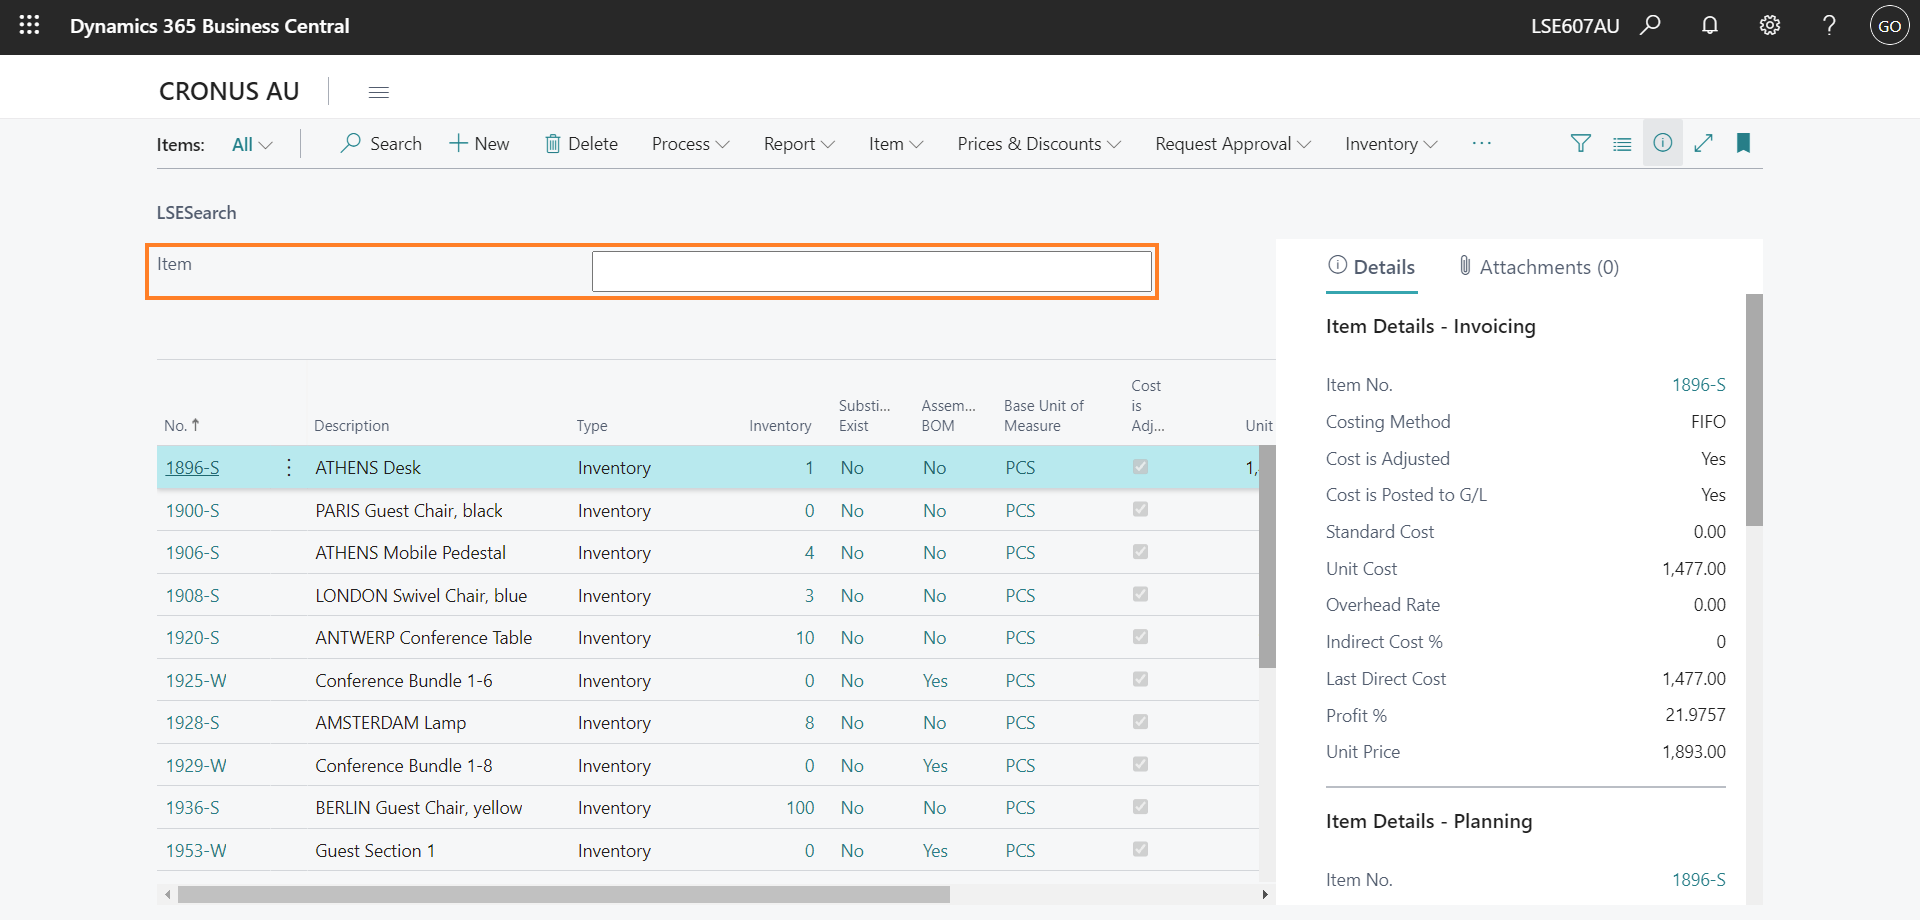 Dynamics 365 Business Central
LSE607AU
GO
CRONUS AU
Items: All Search New Delete Process Report Item Prices & Discounts Request Approval Inventory ···
LSESearch
Item
Details Attachments (0)
Item Details - Invoicing
Item No. 1896-S
Costing Method FIFO
Cost is Adjusted Yes
Cost is Posted to G/L Yes
Standard Cost 0.00
Unit Cost 1,477.00
Overhead Rate 0.00
Indirect Cost % 0
Last Direct Cost 1,477.00
Profit % 21.9757
Unit Price 1,893.00
Item Details - Planning
Item No. 1896-S
No. ↑ Description Type Inventory Substi... Exist Assem... BOM Base Unit of Measure Cost is Adj... Unit
1896-S ATHENS Desk Inventory 1 No No PCS 1,
1900-S PARIS Guest Chair, black Inventory 0 No No PCS
1906-S ATHENS Mobile Pedestal Inventory 4 No No PCS
1908-S LONDON Swivel Chair, blue Inventory 3 No No PCS
1920-S ANTWERP Conference Table Inventory 10 No No PCS
1925-W Conference Bundle 1-6 Inventory 0 No Yes PCS
1928-S AMSTERDAM Lamp Inventory 8 No No PCS
1929-W Conference Bundle 1-8 Inventory 0 No Yes PCS
1936-S BERLIN Guest Chair, yellow Inventory 100 No No PCS
1953-W Guest Section 1 Inventory 0 No Yes PCS